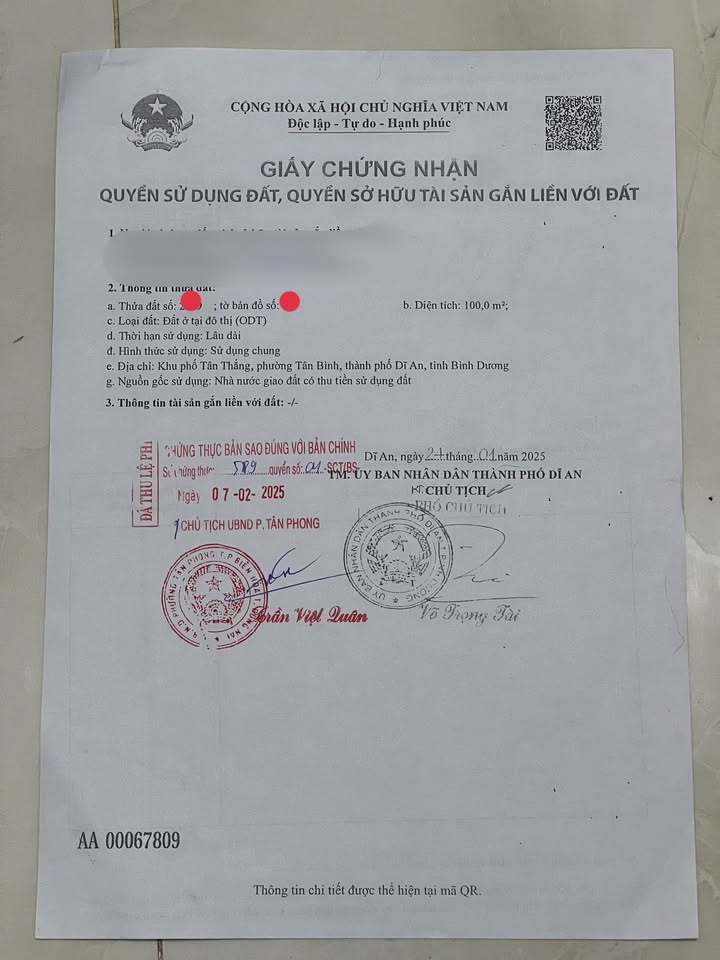 CỘNG HÒA XÃ HỘI CHỦ NGHĨA VIỆT NAM
Độc lập - Tự do - Hạnh phúc
GIẤY CHỨNG NHẬN
QUYỀN SỬ DỤNG ĐẤT, QUYỀN SỞ HỮU TÀI SẢN GẮN LIỀN VỚI ĐẤT
1.
2. Thông tin thửa đất:
a. Thửa đất số: ; tờ bản đồ số: b. Diện tích: 100,0 m²;
c. Loại đất: Đất ở tại đô thị (ODT)
d. Thời hạn sử dụng: Lâu dài
đ. Hình thức sử dụng: Sử dụng chung
e. Địa chỉ: Khu phố Tân Thắng, phường Tân Bình, thành phố Dĩ An, tỉnh Bình Dương
g. Nguồn gốc sử dụng: Nhà nước giao đất có thu tiền sử dụng đất
3. Thông tin tài sản gắn liền với đất: -/-
ĐÃ THU LỆ PHÍ
CHỨNG THỰC BẢN SAO ĐÚNG VỚI BẢN CHÍNH
Số chứng thực 589 quyển số: 01 -SCT/BS
Ngày 07-02-2025
CHỦ TỊCH UBND P. TÂN PHONG
Trần Việt Quân
Dĩ An, ngày 24 tháng 01 năm 2025
TM. ỦY BAN NHÂN DÂN THÀNH PHỐ DĨ AN
KT. CHỦ TỊCH
PHÓ CHỦ TỊCH
Võ Trọng Tài
AA 00067809
Thông tin chi tiết được thể hiện tại mã QR.